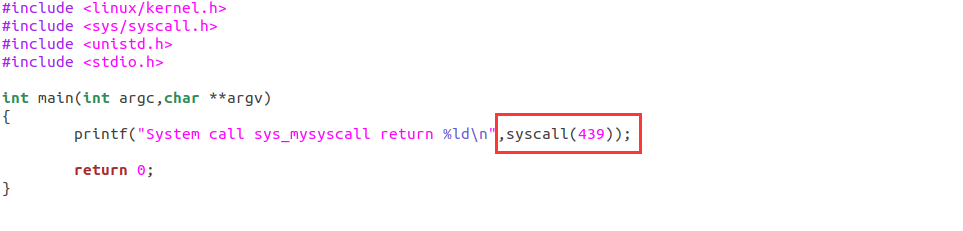 #include <linux/kernel.h>
#include <sys/syscall.h>
#include <unistd.h>
#include <stdio.h>
int main(int argc,char **argv)
{
printf("System call sys_mysyscall return %ld\n",syscall(439));
return 0;
}